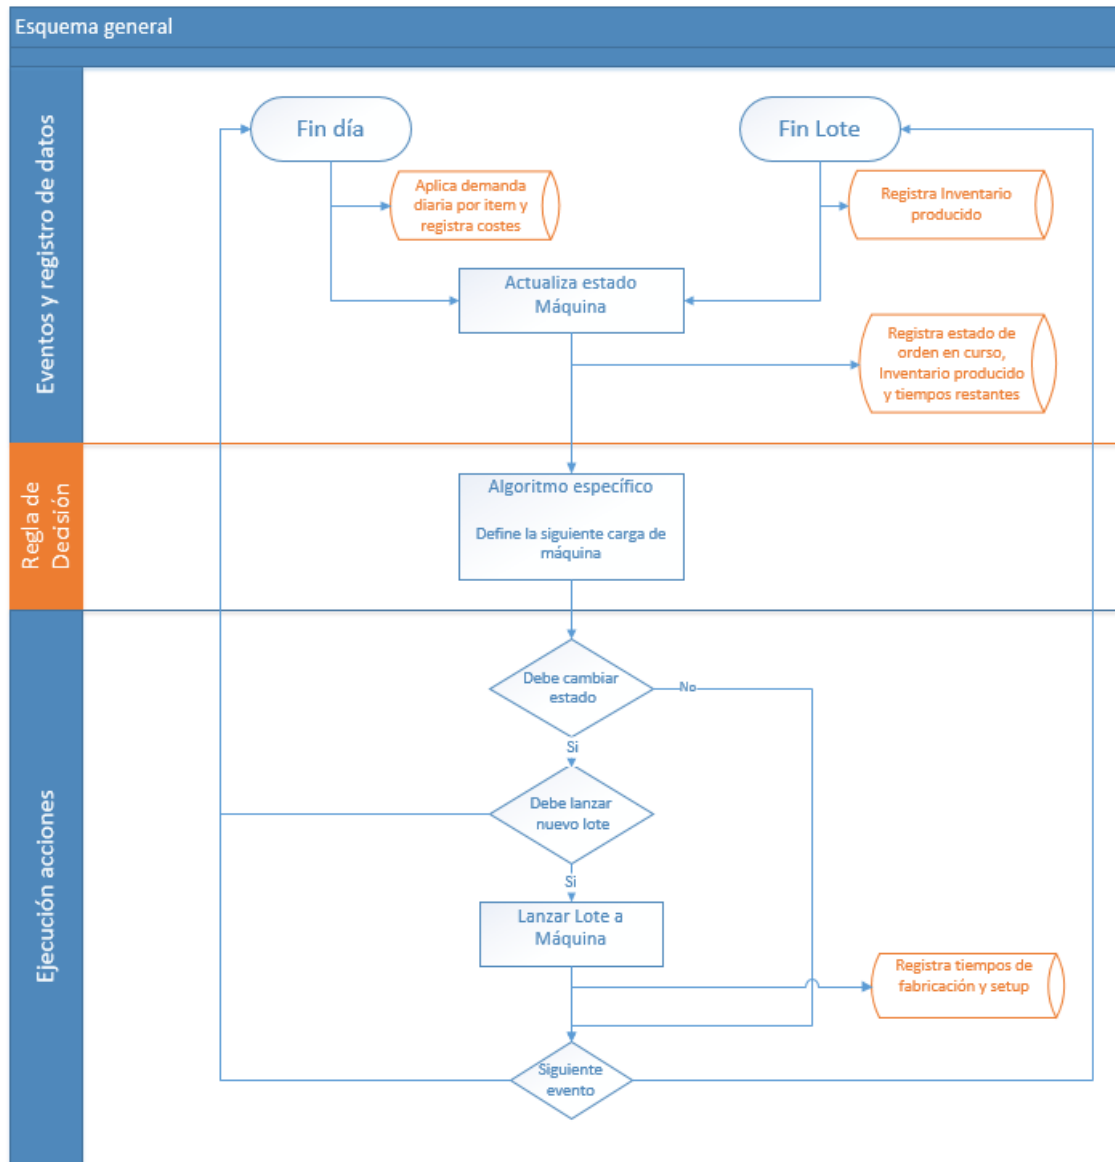 Esquema general
Eventos y registro de datos
Fin día
Fin Lote
Aplica demanda
diaria por item y
registra costes
Registra Inventario
producido
Actualiza estado
Máquina
Registra estado de
orden en curso,
Inventario producido
y tiempos restantes
Regla de
Decisión
Algoritmo específico
Define la siguiente carga de
máquina
Ejecución acciones
Debe cambiar
estado
No
Si
Debe lanzar
nuevo lote
Si
Lanzar Lote a
Máquina
Registra tiempos de
fabricación y setup
Siguiente
evento